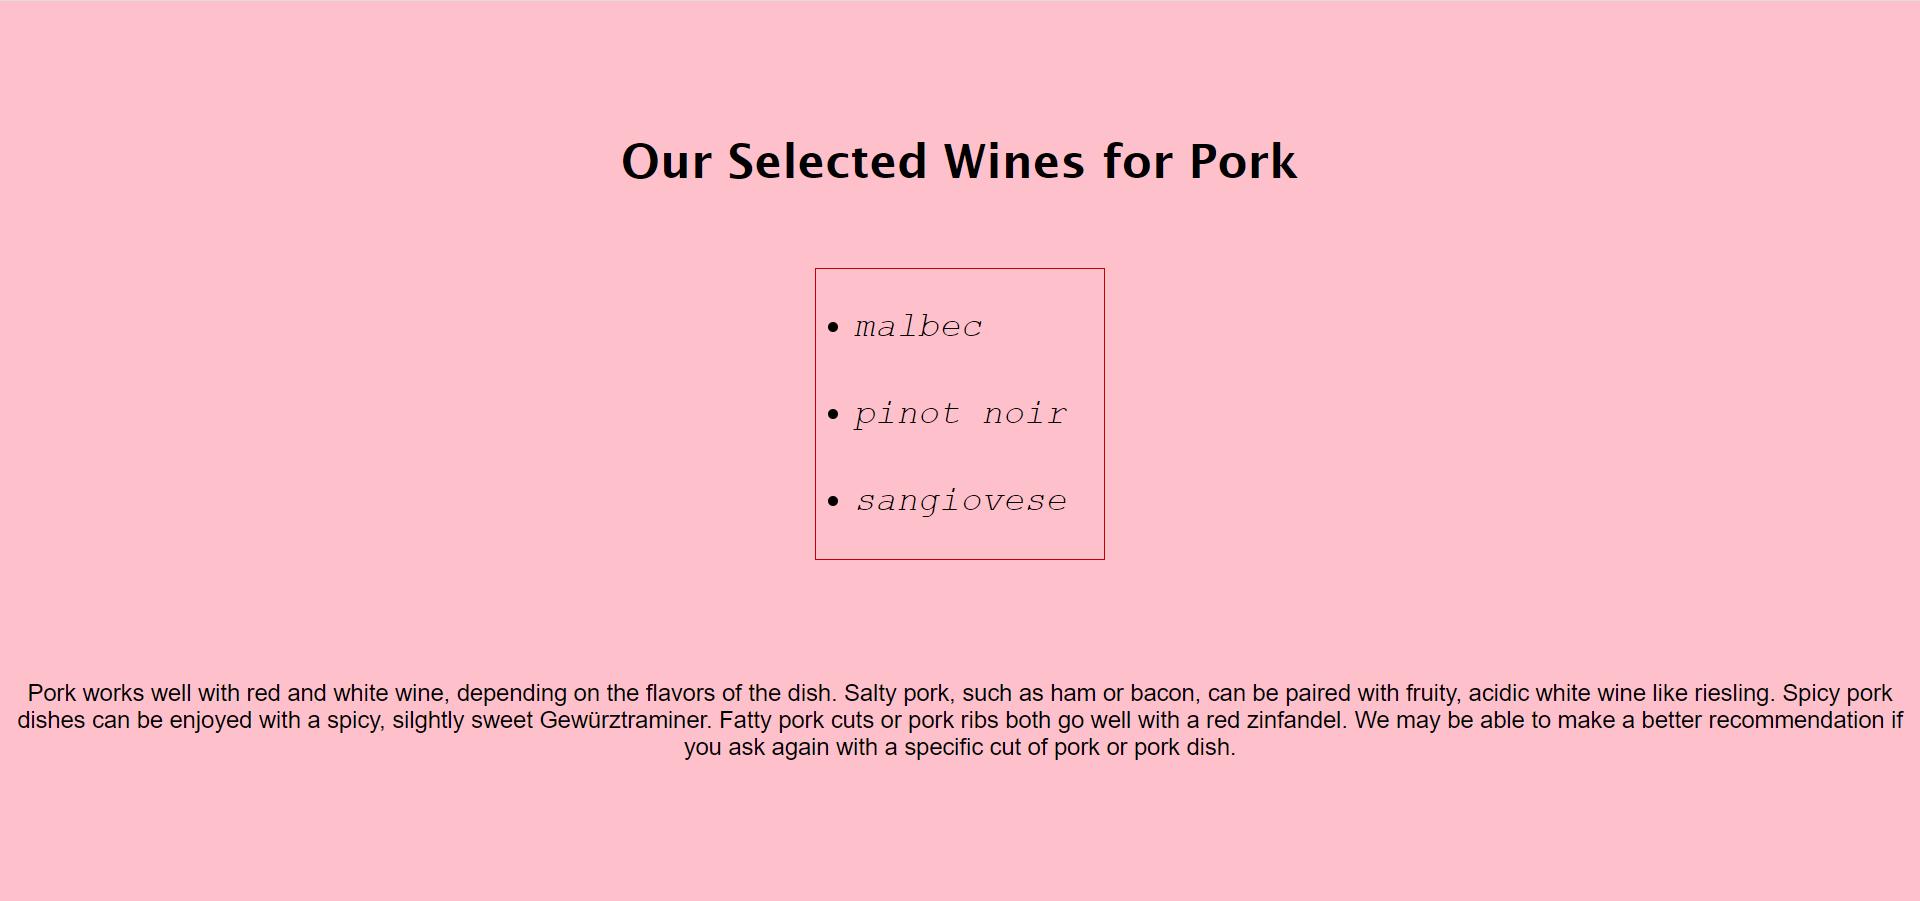 Our Selected Wines for Pork
malbec
pinot noir
sangiovese
Pork works well with red and white wine, depending on the flavors of the dish. Salty pork, such as ham or bacon, can be paired with fruity, acidic white wine like riesling. Spicy pork
dishes can be enjoyed with a spicy, silghtly sweet Gewürztraminer. Fatty pork cuts or pork ribs both go well with a red zinfandel. We may be able to make a better recommendation if
you ask again with a specific cut of pork or pork dish.